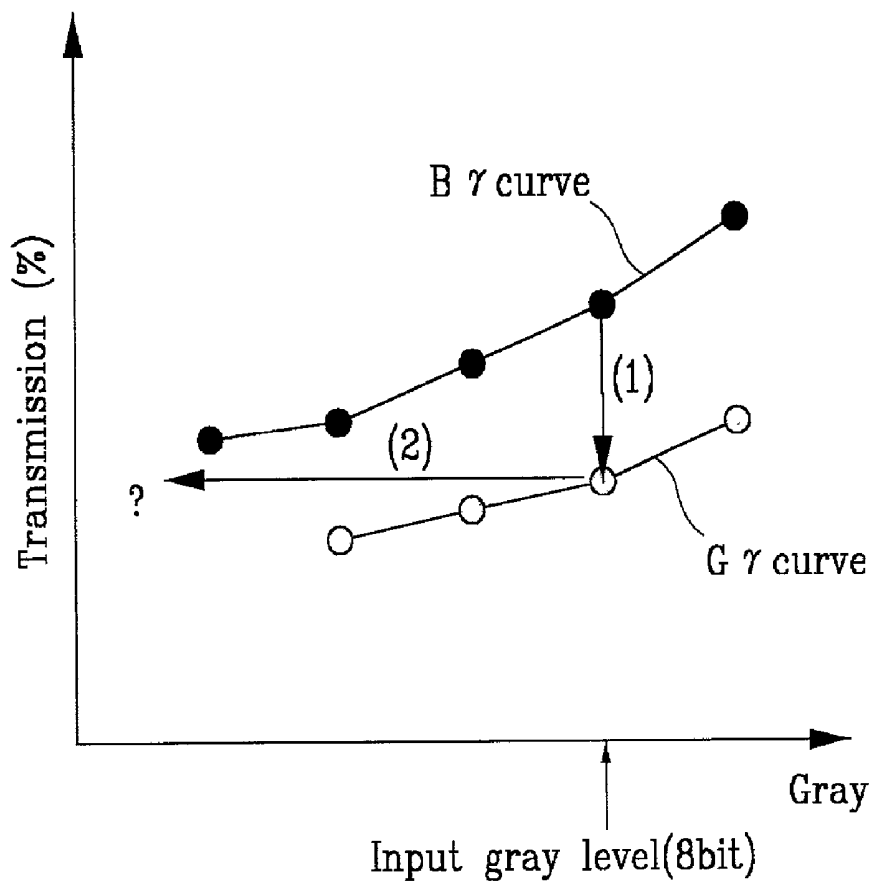 Transmission (%)
B γ curve
(1)
(2)
?
G γ curve
Gray
Input gray level(8bit)